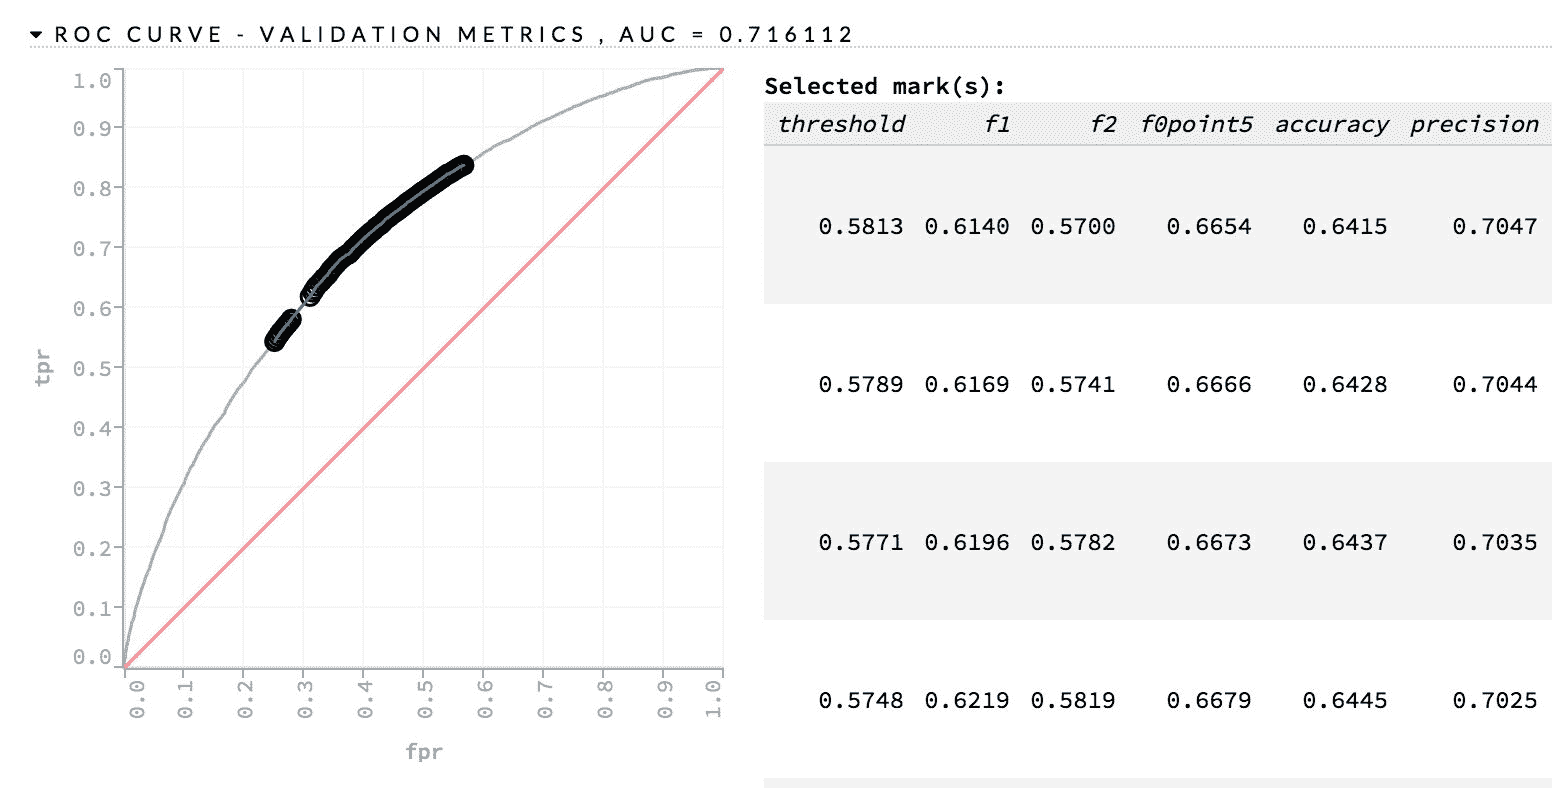 ROC CURVE - VALIDATION METRICS , AUC = 0.716112
1.0
0.9
0.8
0.7
0.6
0.5
0.4
0.3
0.2
0.1
0.0
tpr
0.0 0.1 0.2 0.3 0.4 0.5 0.6 0.7 0.8 0.9 1.0
fpr
Selected mark(s):
threshold f1 f2 f0point5 accuracy precision
0.5813 0.6140 0.5700 0.6654 0.6415 0.7047
0.5789 0.6169 0.5741 0.6666 0.6428 0.7044
0.5771 0.6196 0.5782 0.6673 0.6437 0.7035
0.5748 0.6219 0.5819 0.6679 0.6445 0.7025